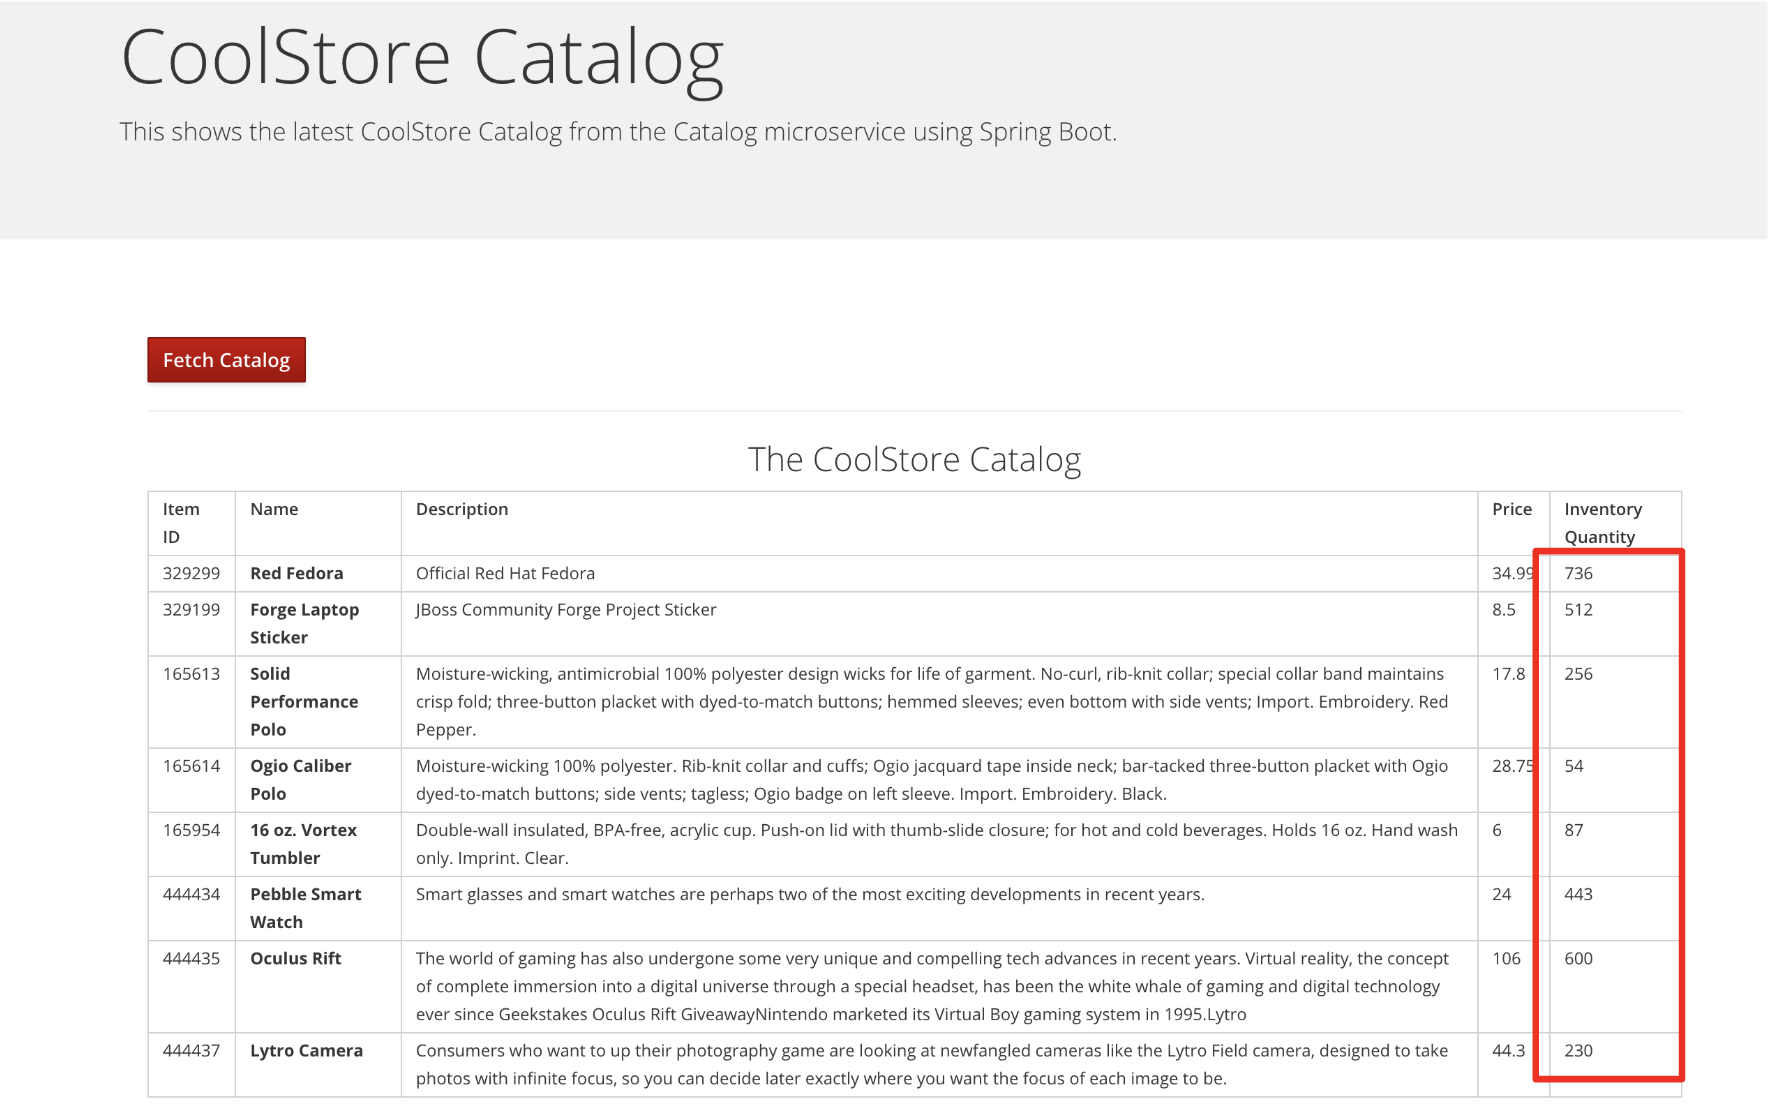 CoolStore Catalog
This shows the latest CoolStore Catalog from the Catalog microservice using Spring Boot.
Fetch Catalog
The CoolStore Catalog
Item ID Name Description Price Inventory Quantity
329299 Red Fedora Official Red Hat Fedora 34.99 736
329199 Forge Laptop Sticker JBoss Community Forge Project Sticker 8.5 512
165613 Solid Performance Polo Moisture-wicking, antimicrobial 100% polyester design wicks for life of garment. No-curl, rib-knit collar; special collar band maintains crisp fold; three-button placket with dyed-to-match buttons; hemmed sleeves; even bottom with side vents; Import. Embroidery. Red Pepper. 17.8 256
165614 Ogio Caliber Polo Moisture-wicking 100% polyester. Rib-knit collar and cuffs; Ogio jacquard tape inside neck; bar-tacked three-button placket with Ogio dyed-to-match buttons; side vents; tagless; Ogio badge on left sleeve. Import. Embroidery. Black. 28.75 54
165954 16 oz. Vortex Tumbler Double-wall insulated, BPA-free, acrylic cup. Push-on lid with thumb-slide closure; for hot and cold beverages. Holds 16 oz. Hand wash only. Imprint. Clear. 6 87
444434 Pebble Smart Watch Smart glasses and smart watches are perhaps two of the most exciting developments in recent years. 24 443
444435 Oculus Rift The world of gaming has also undergone some very unique and compelling tech advances in recent years. Virtual reality, the concept of complete immersion into a digital universe through a special headset, has been the white whale of gaming and digital technology ever since Geekstakes Oculus Rift GiveawayNintendo marketed its Virtual Boy gaming system in 1995.Lytro 106 600
444437 Lytro Camera Consumers who want to up their photography game are looking at newfangled cameras like the Lytro Field camera, designed to take photos with infinite focus, so you can decide later exactly where you want the focus of each image to be. 44.3 230